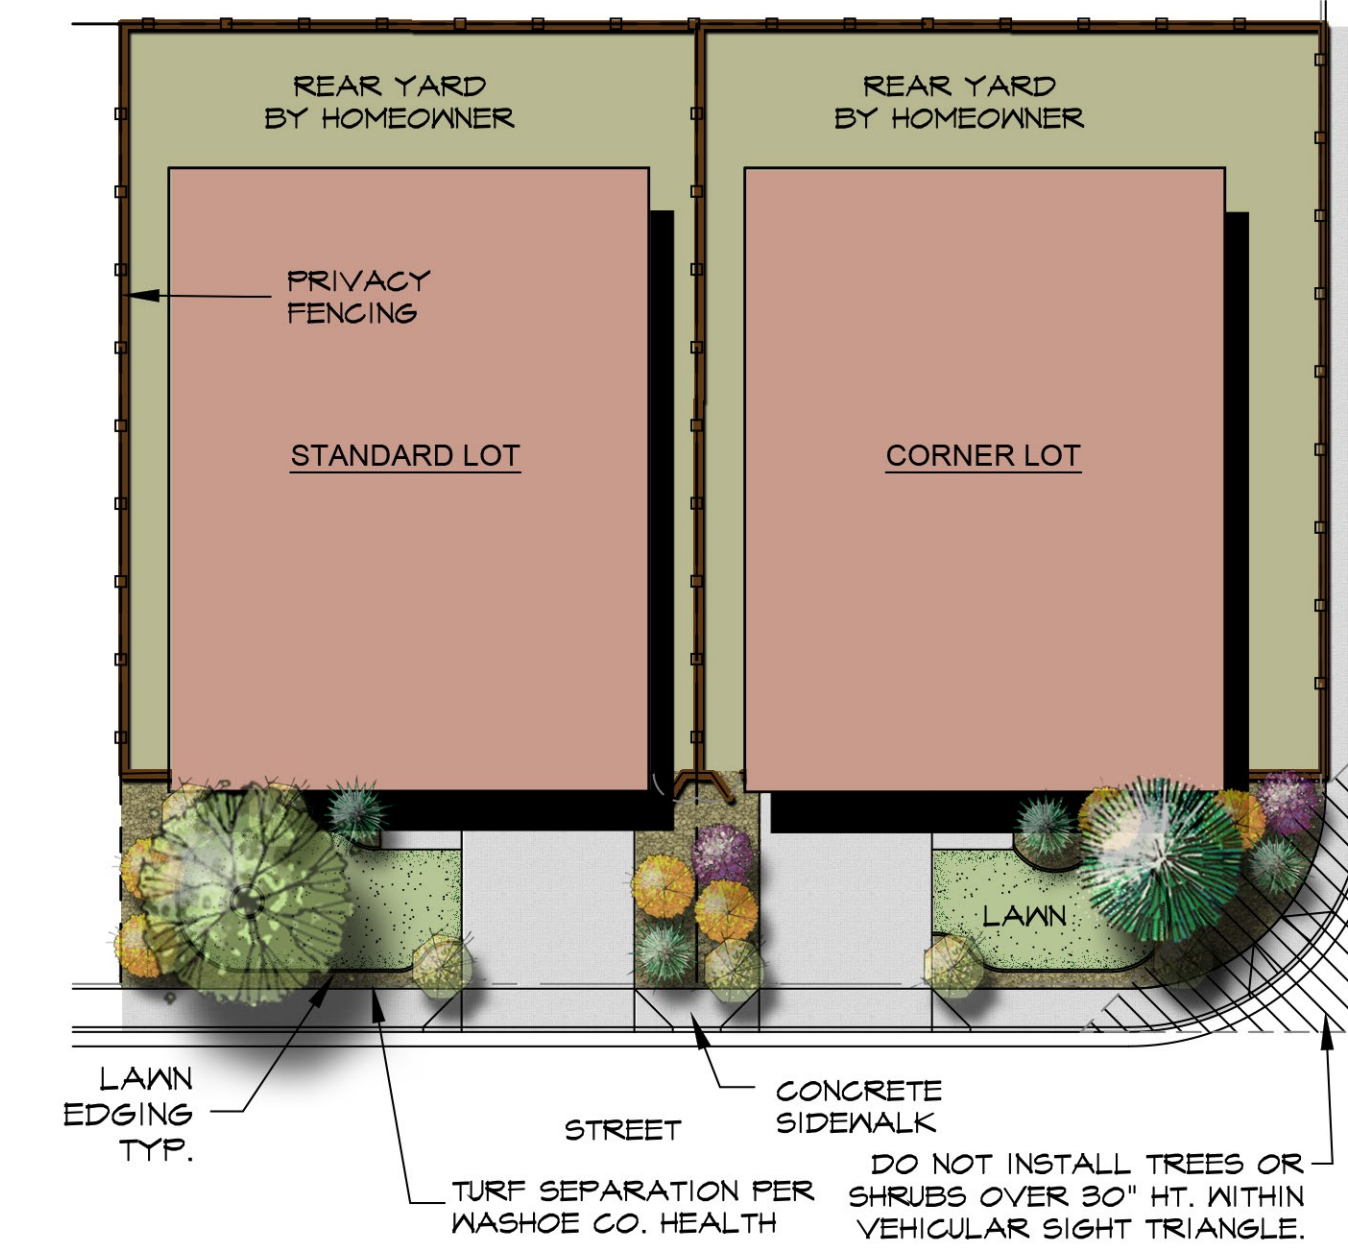 REAR YARD
BY HOMEOWNER
REAR YARD
BY HOMEOWNER
PRIVACY
FENCING
STANDARD LOT
CORNER LOT
LAWN
LAWN
EDGING
TYP.
CONCRETE
SIDEWALK
STREET
TURF SEPARATION PER
WASHOE CO. HEALTH
DO NOT INSTALL TREES OR
SHRUBS OVER 30" HT. WITHIN
VEHICULAR SIGHT TRIANGLE.